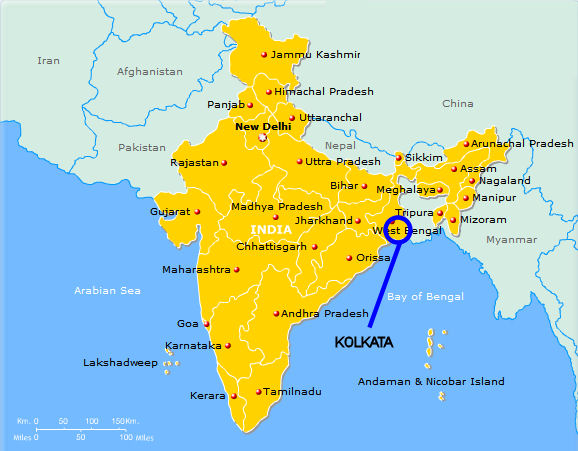 Iran
Afghanistan
Pakistan
China
Nepal
Myanmar
Jammu Kashmir
Himachal Pradesh
Panjab
Uttaranchal
New Delhi
Rajastan
Uttra Pradesh
Sikkim
Arunachal Pradesh
Assam
Nagaland
Bihar
Meghalaya
Manipur
Gujarat
Madhya Pradesh
Jharkhand
Tripura
Mizoram
INDIA
West Bengal
Chhattisgarh
Orissa
Maharashtra
Arabian Sea
Bay of Bengal
Goa
Andhra Pradesh
Karnataka
KOLKATA
Lakshadweep
Andaman & Nicobar Island
Kerara
Tamilnadu
Km. 0 50 100 150Km.
Miles 0 50 100 Miles